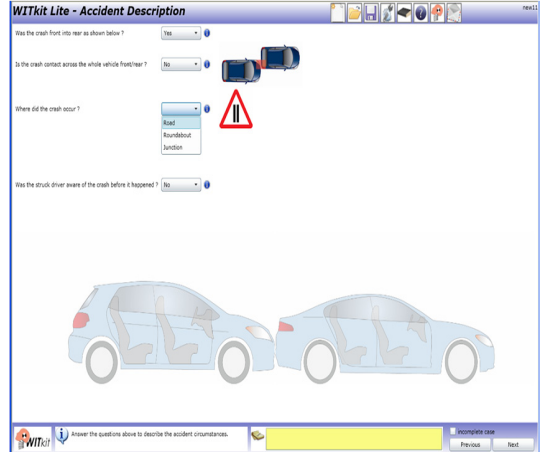 WITkit Lite - Accident Description
new11
Was the crash front into rear as shown below ?
Yes
Is the crash contact across the whole vehicle front/rear ?
No
Where did the crash occur ?
Road
Roundabout
Junction
Was the struck driver aware of the crash before it happened ?
No
WITkit
Answer the questions above to describe the accident circumstances.
incomplete case
Previous
Next